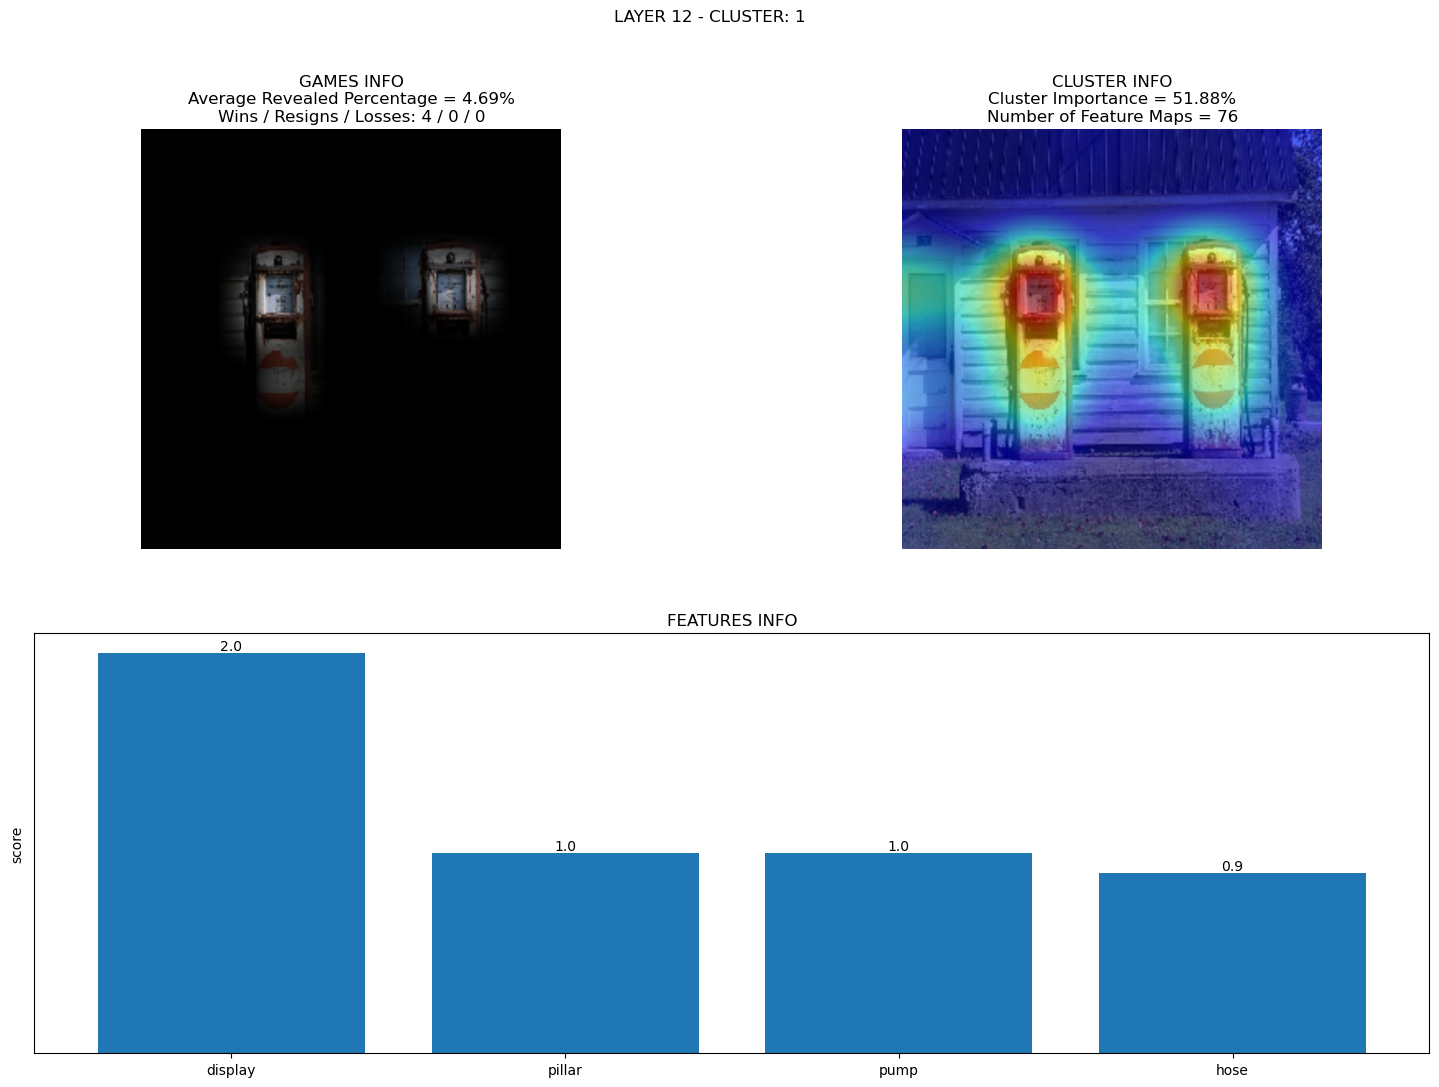 LAYER 12 - CLUSTER: 1
GAMES INFO
Average Revealed Percentage = 4.69%
Wins / Resigns / Losses: 4 / 0 / 0
CLUSTER INFO
Cluster Importance = 51.88%
Number of Feature Maps = 76
FEATURES INFO
score
2.0
1.0
1.0
0.9
display
pillar
pump
hose